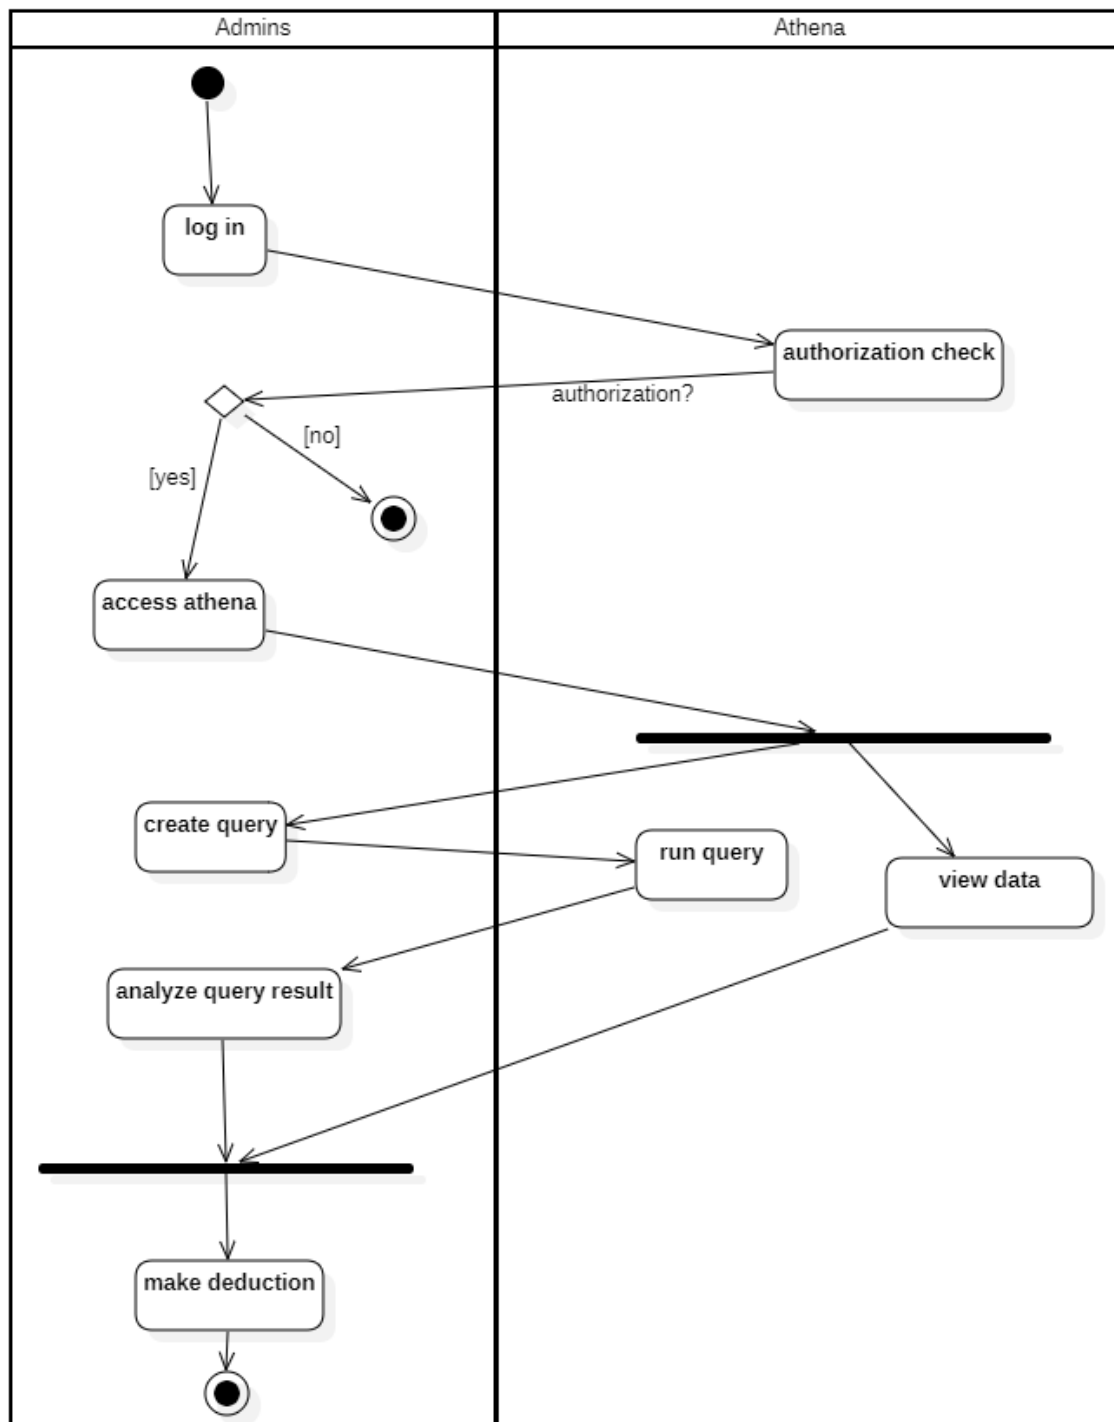 Admins
Athena
log in
authorization check
authorization?
[no]
[yes]
access athena
create query
run query
view data
analyze query result
make deduction